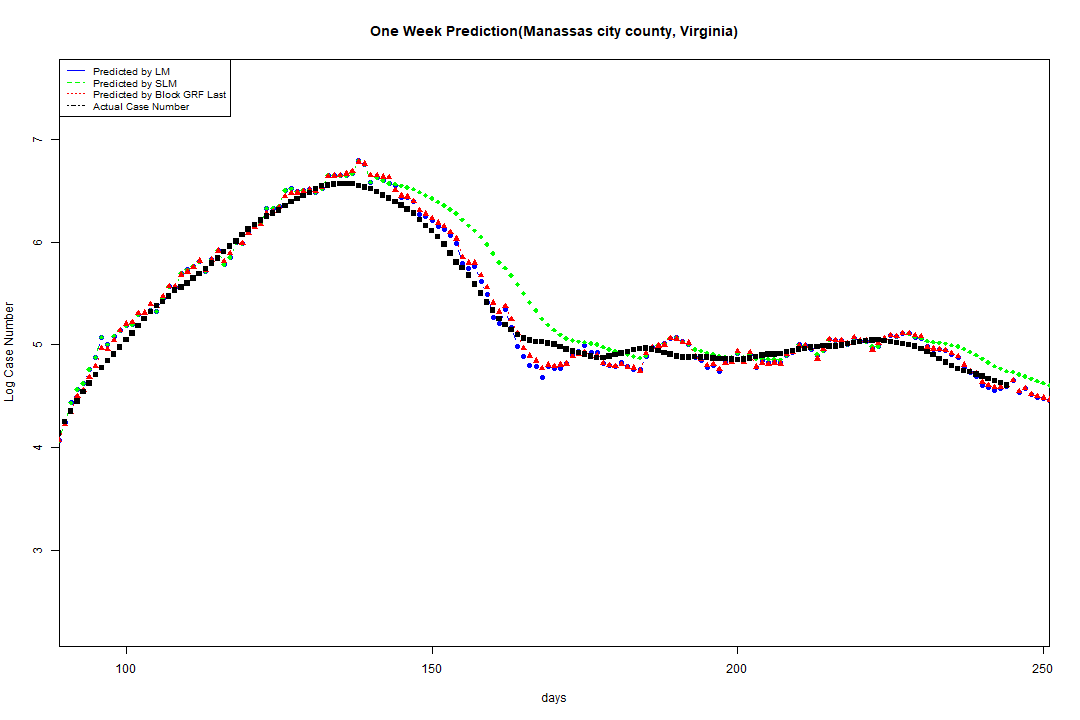 One Week Prediction(Manassas city county, Virginia)
Predicted by LM
Predicted by SLM
Predicted by Block GRF Last
Actual Case Number
7
6
5
4
3
Log Case Number
100 150 200 250
days